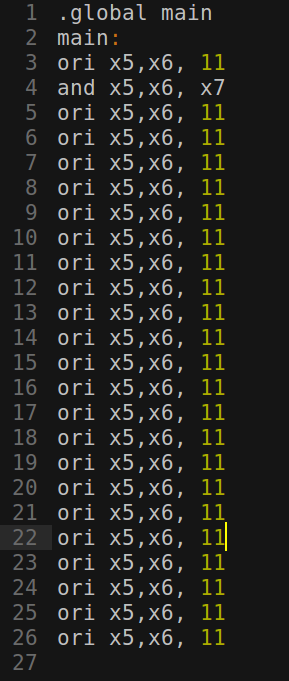 1 .global main
2 main:
3 ori x5,x6, 11
4 and x5,x6, x7
5 ori x5,x6, 11
6 ori x5,x6, 11
7 ori x5,x6, 11
8 ori x5,x6, 11
9 ori x5,x6, 11
10 ori x5,x6, 11
11 ori x5,x6, 11
12 ori x5,x6, 11
13 ori x5,x6, 11
14 ori x5,x6, 11
15 ori x5,x6, 11
16 ori x5,x6, 11
17 ori x5,x6, 11
18 ori x5,x6, 11
19 ori x5,x6, 11
20 ori x5,x6, 11
21 ori x5,x6, 11
22 ori x5,x6, 11
23 ori x5,x6, 11
24 ori x5,x6, 11
25 ori x5,x6, 11
26 ori x5,x6, 11
27